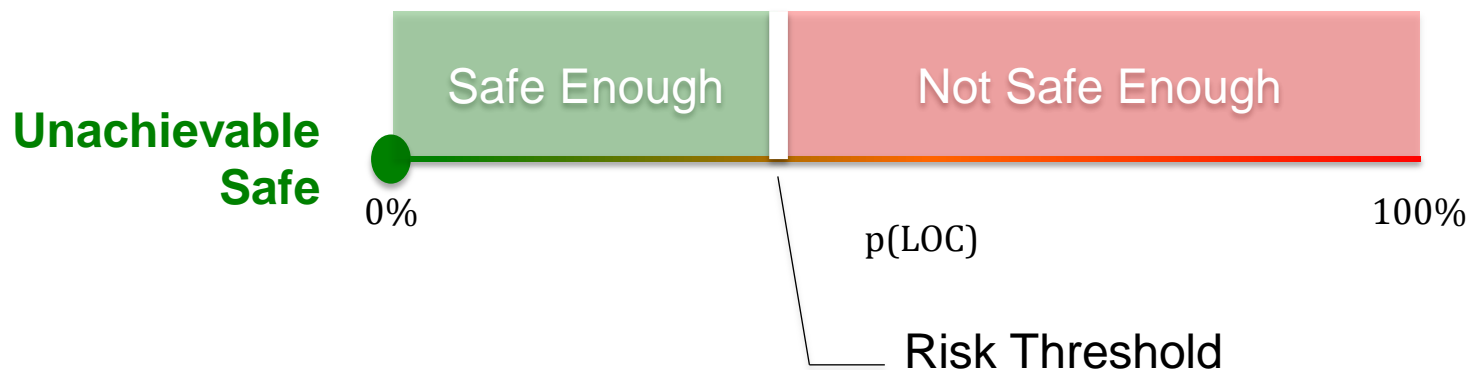 Safe Enough
Not Safe Enough
Unachievable
Safe
0%
100%
p(LOC)
Risk Threshold